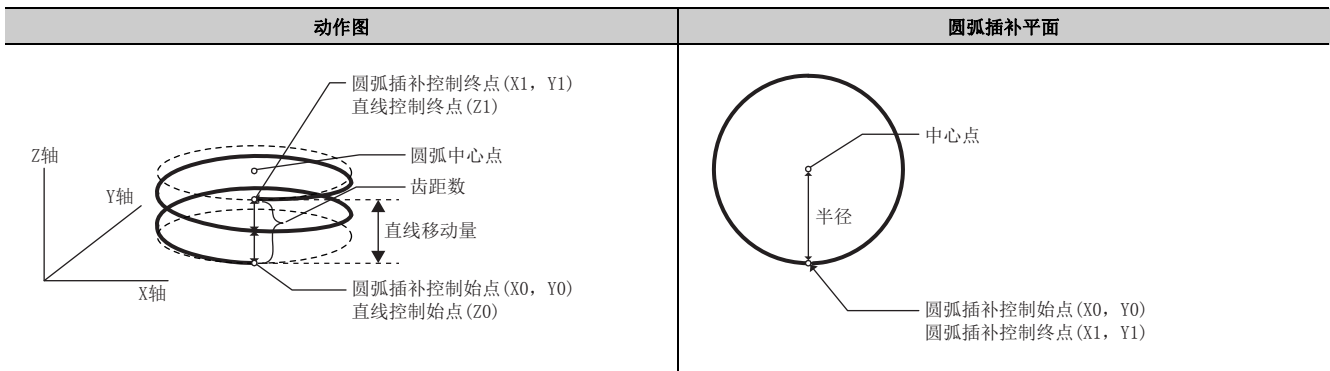 动作图
圆弧插补平面
圆弧插补控制终点(X1, Y1)
直线控制终点(Z1)
圆弧中心点
齿距数
直线移动量
圆弧插补控制始点(X0, Y0)
直线控制始点(Z0)
Z轴
Y轴
X轴
中心点
半径
圆弧插补控制始点(X0, Y0)
圆弧插补控制终点(X1, Y1)